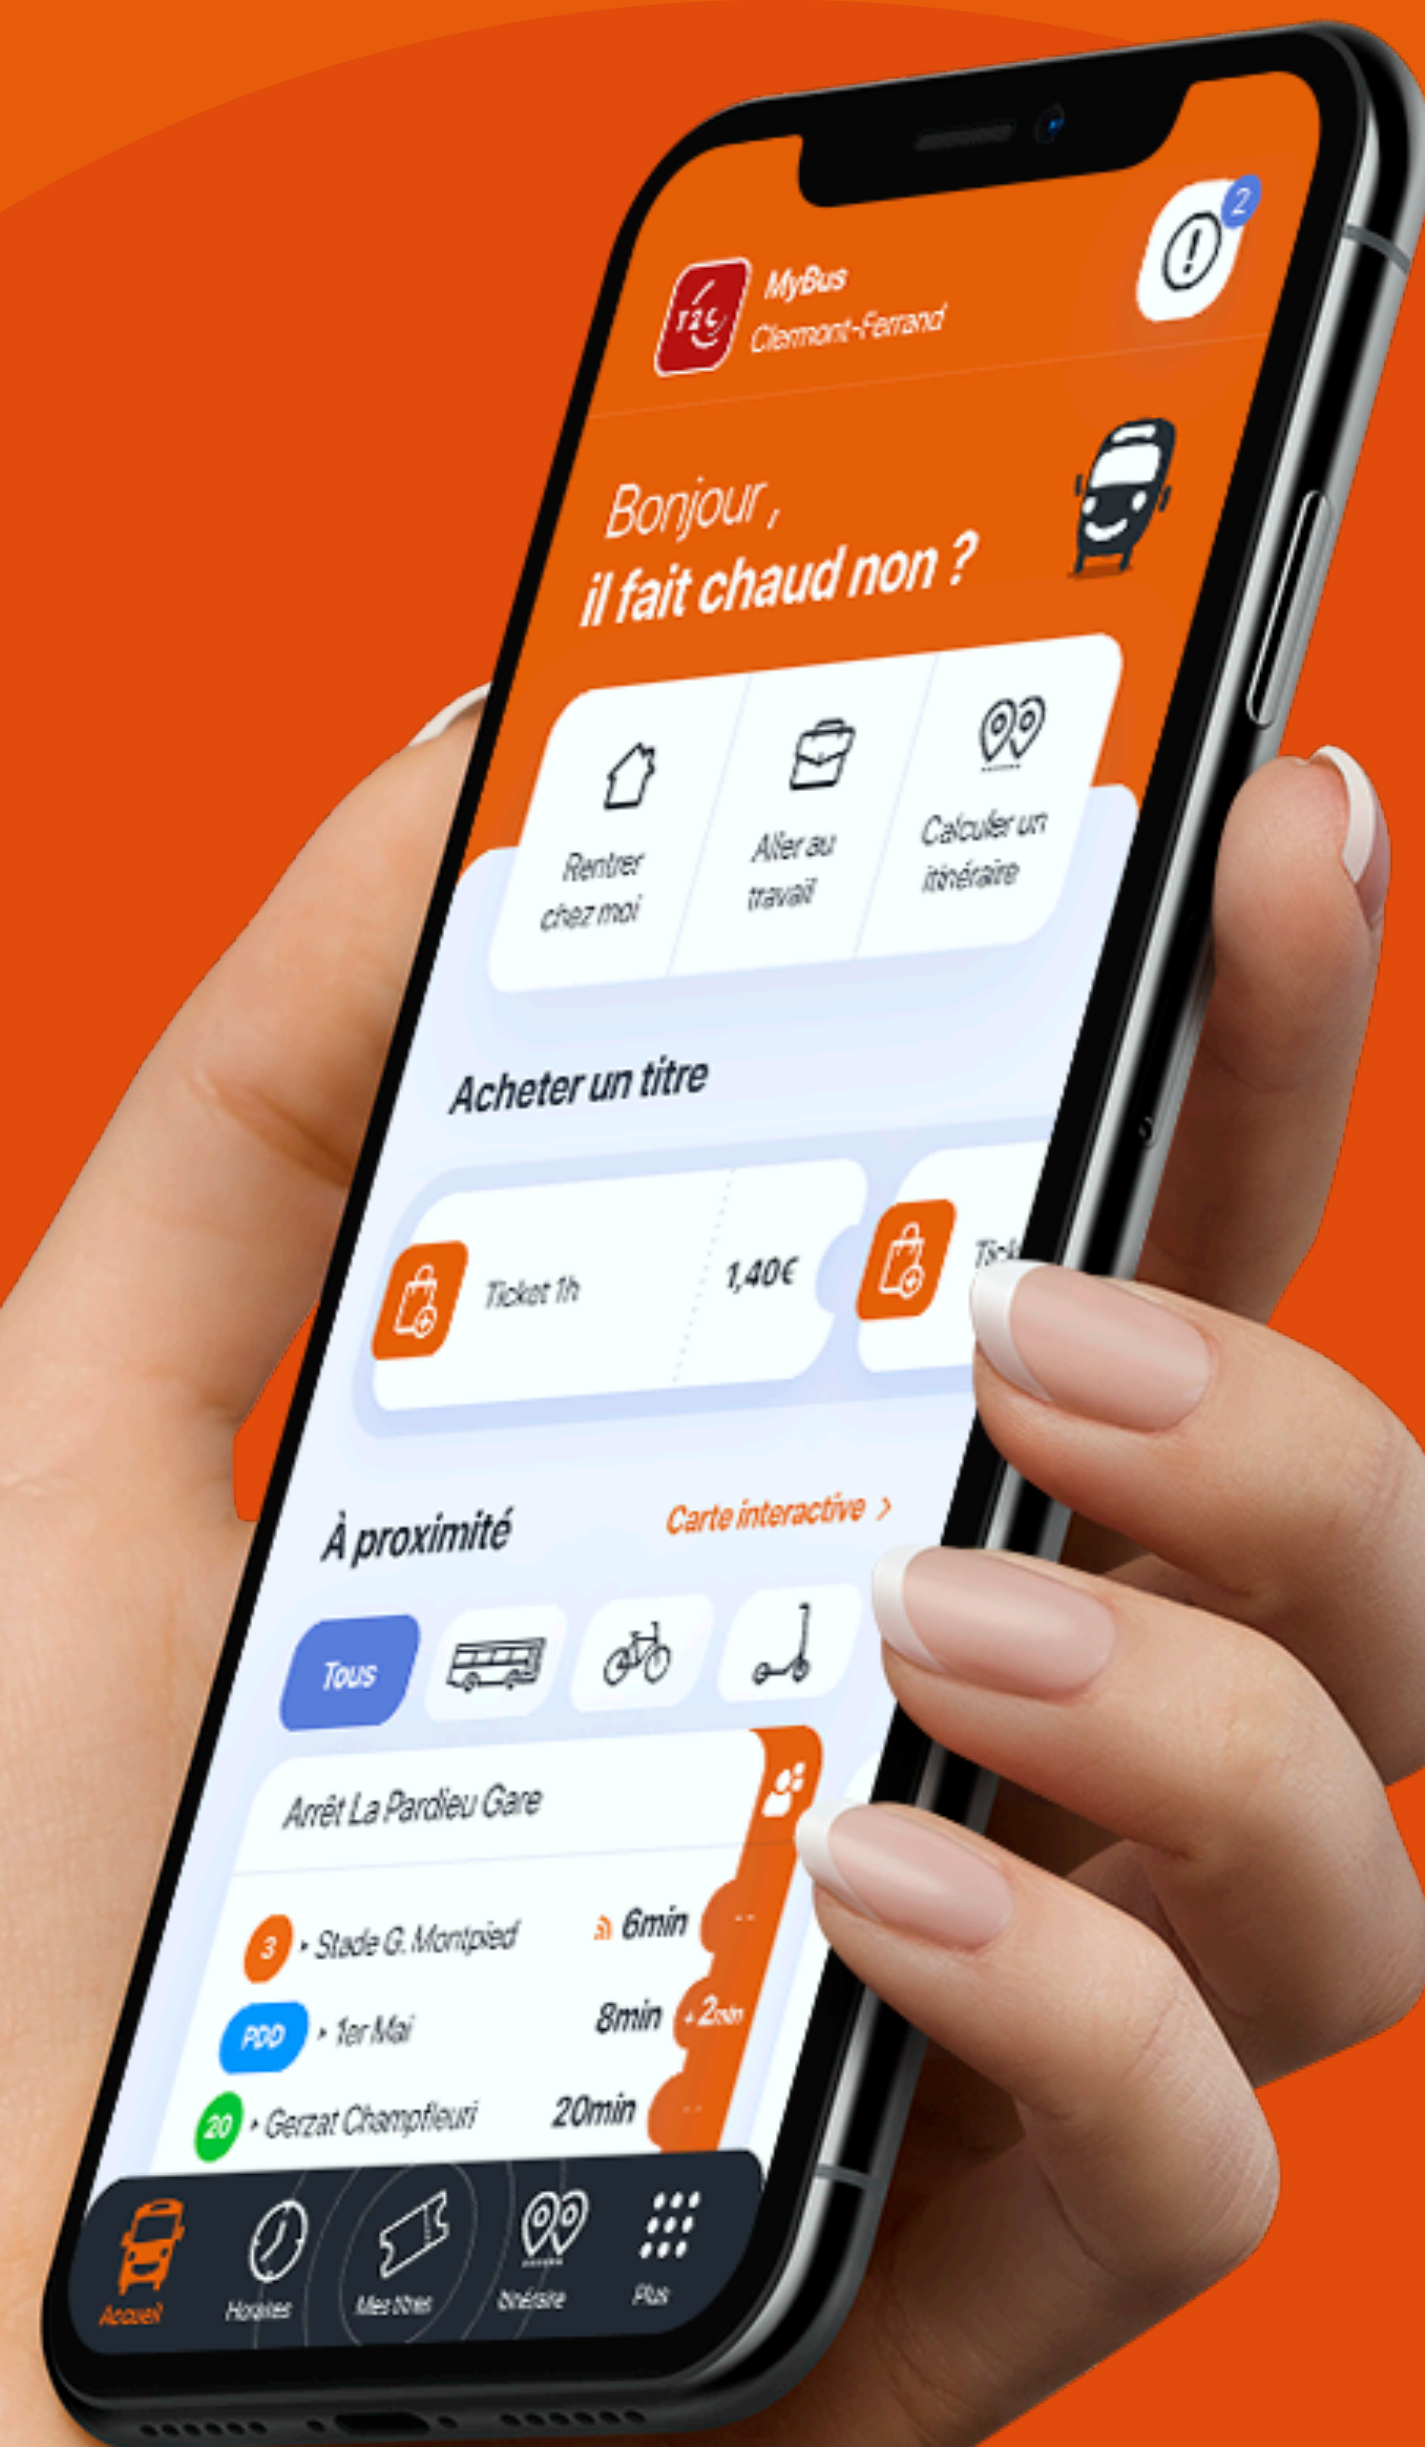 2
T2C
MyBus
Clermont-Ferrand
Bonjour,
il fait chaud non ?
Rentrer
chez moi
Aller au
travail
Calculer un
itinéraire
Acheter un titre
Ticket 1h
1,40€
À proximité
Carte interactive >
Tous
Arrêt La Pardieu Gare
3 ‣ Stade G. Montpied 6min --
PDD ‣ 1er Mai 8min +2min
20 ‣ Gerzat Champfleuri 20min --
Accueil
Horaires
Mes titres
Itinéraire
Plus